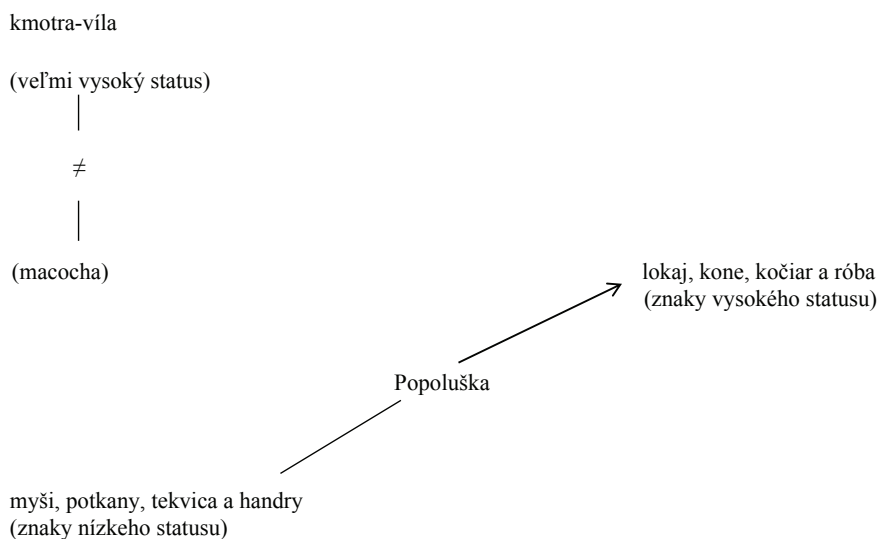 kmotra-víla
(veľmi vysoký status)
≠
(macocha)
lokaj, kone, kočiar a róba
(znaky vysokého statusu)
Popoluška
myši, potkany, tekvica a handry
(znaky nízkeho statusu)